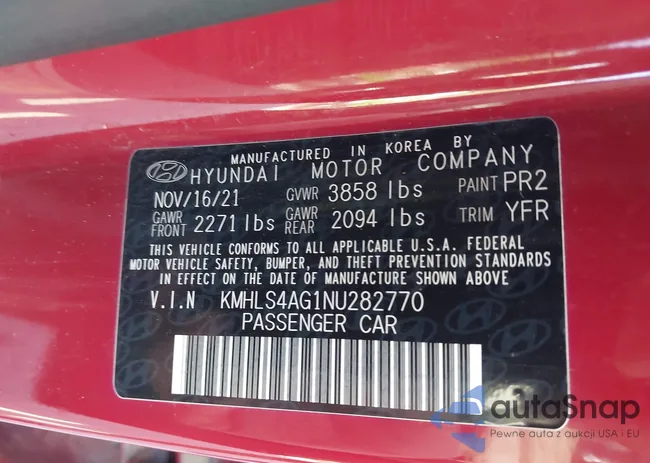 MANUFACTURED IN KOREA BY
HYUNDAI MOTOR COMPANY
NOV/16/21 GVWR 3858 lbs PAINT PR2
GAWR FRONT 2271 lbs GAWR REAR 2094 lbs TRIM YFR
THIS VEHICLE CONFORMS TO ALL APPLICABLE U.S.A. FEDERAL
MOTOR VEHICLE SAFETY, BUMPER, AND THEFT PREVENTION STANDARDS
IN EFFECT ON THE DATE OF MANUFACTURE SHOWN ABOVE
V.I.N KMHLS4AG1NU282770
PASSENGER CAR
autaSnap
Pewne auta z aukcji USA i EU